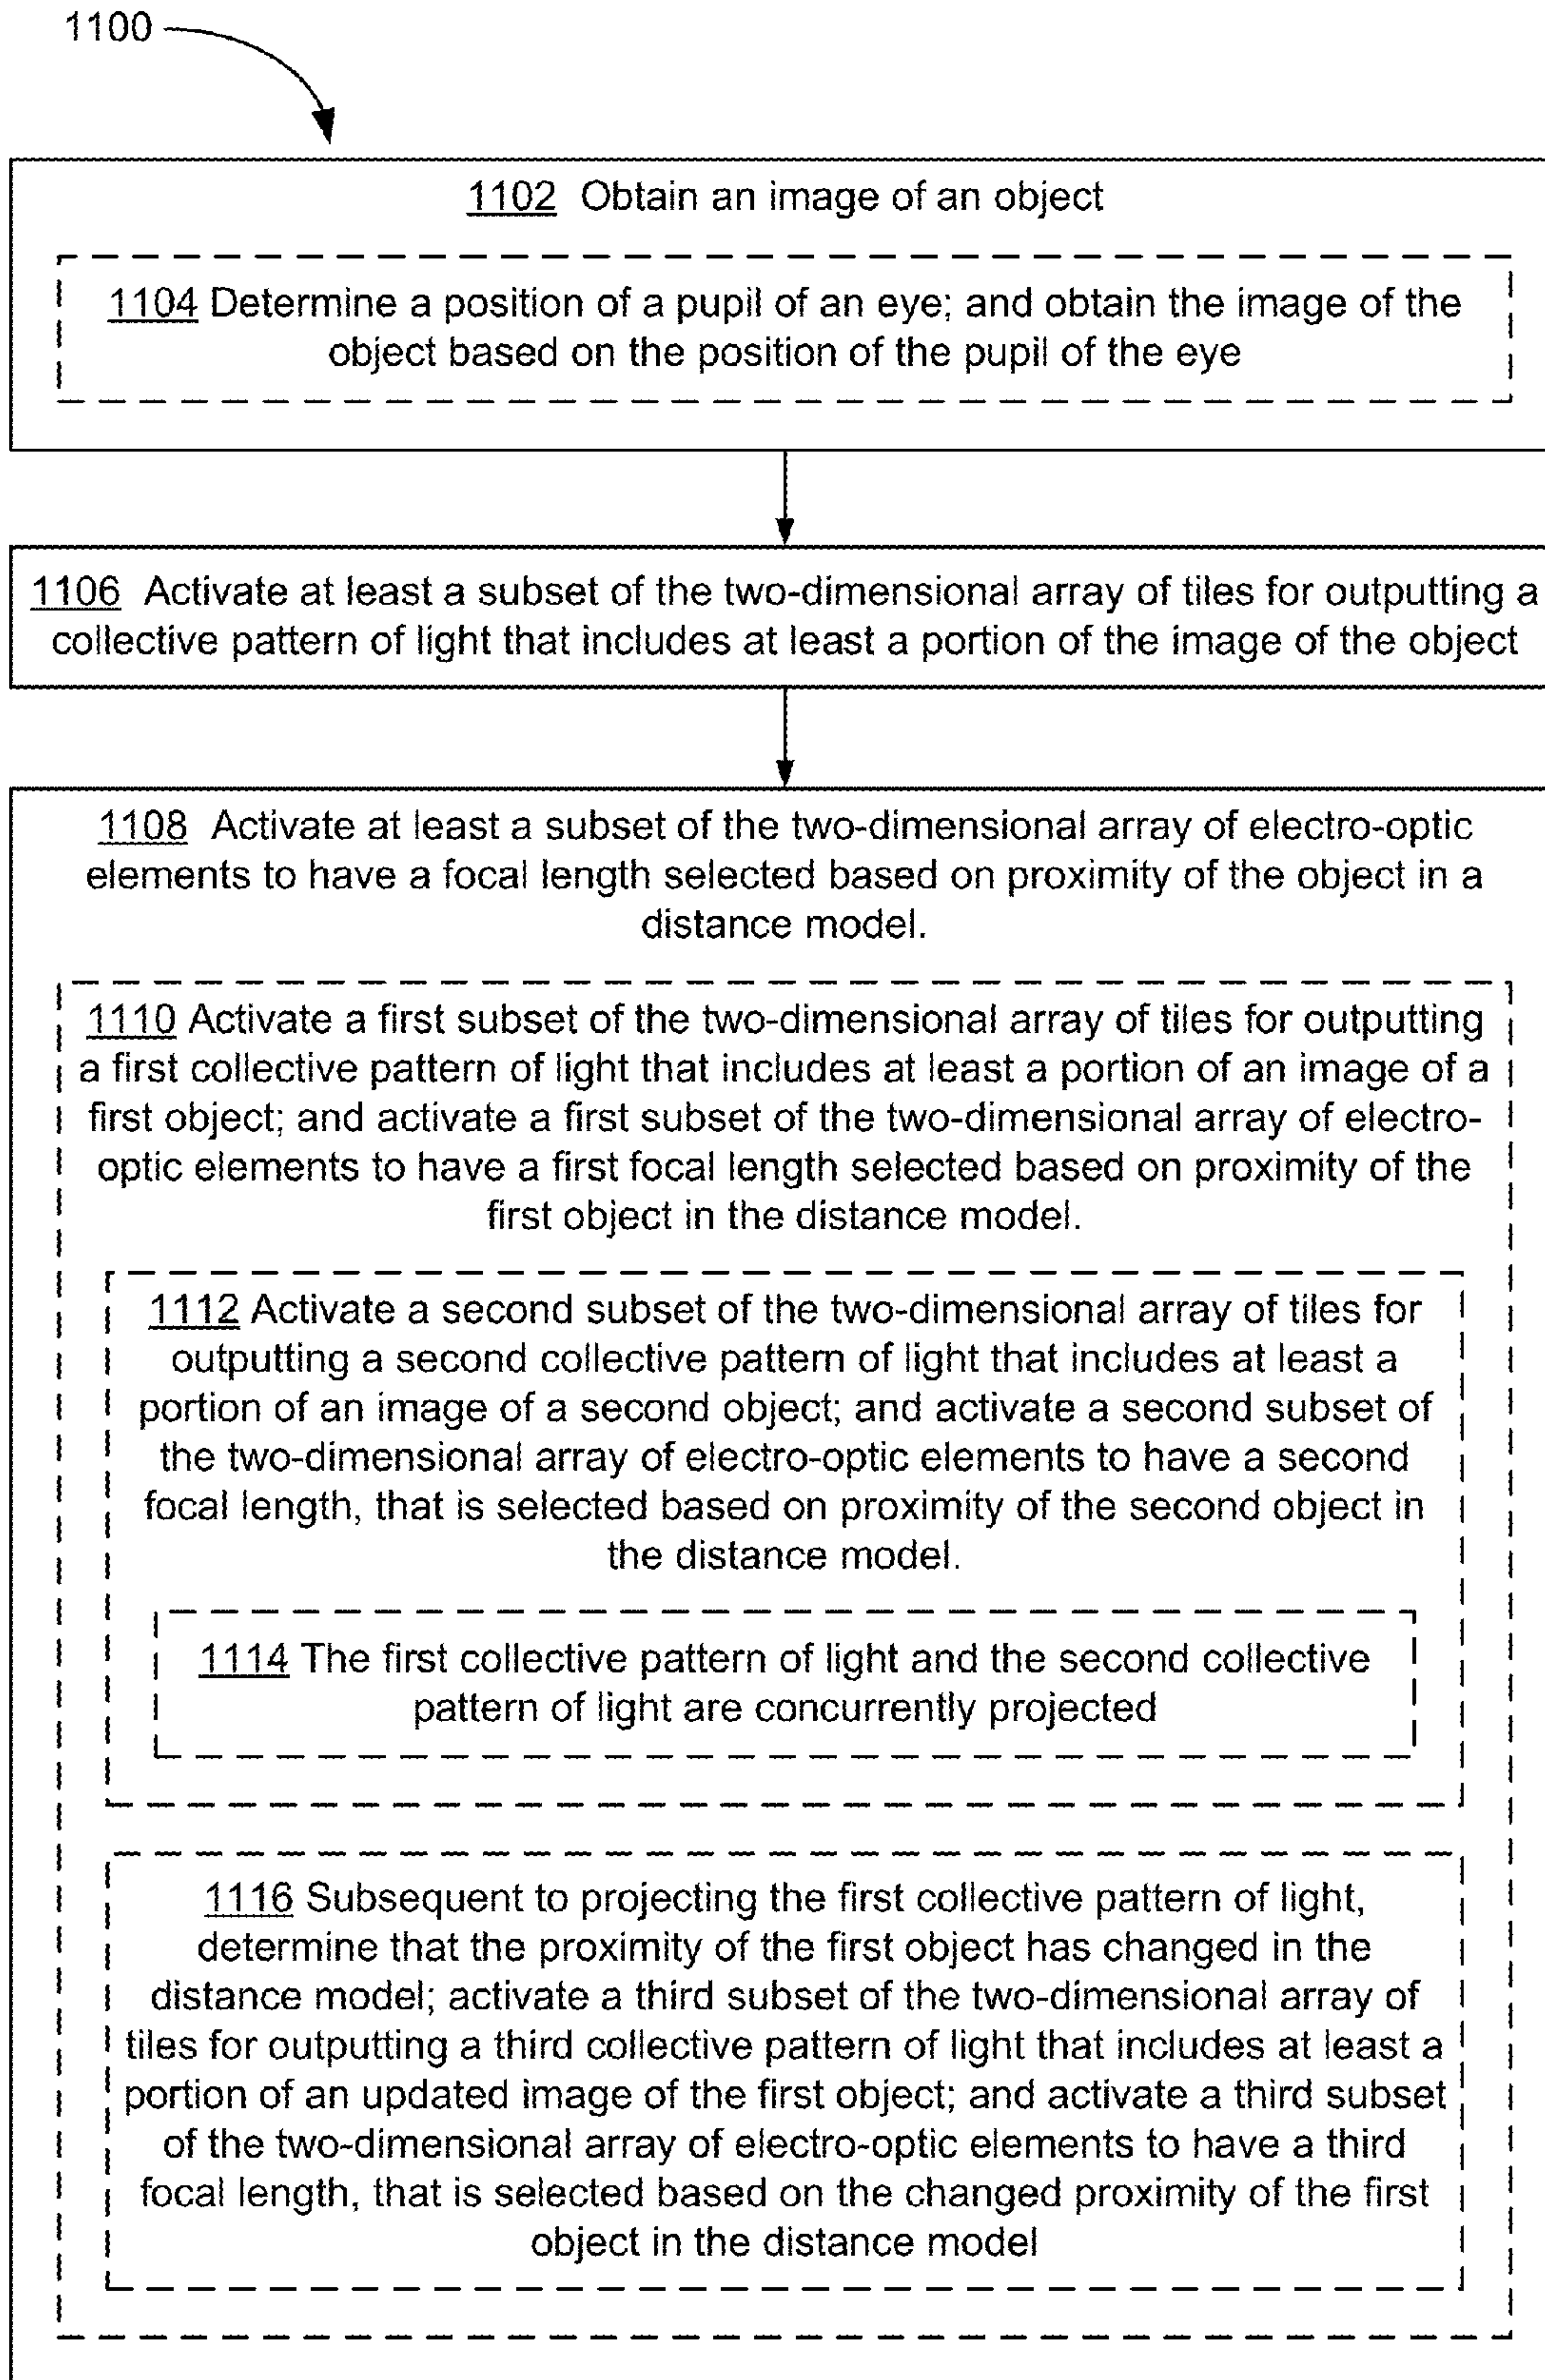 1100
1102 Obtain an image of an object
1104 Determine a position of a pupil of an eye; and obtain the image of the
object based on the position of the pupil of the eye
1106 Activate at least a subset of the two-dimensional array of tiles for outputting a
collective pattern of light that includes at least a portion of the image of the object
1108 Activate at least a subset of the two-dimensional array of electro-optic
elements to have a focal length selected based on proximity of the object in a
distance model.
1110 Activate a first subset of the two-dimensional array of tiles for outputting
a first collective pattern of light that includes at least a portion of an image of a
first object; and activate a first subset of the two-dimensional array of electro-
optic elements to have a first focal length selected based on proximity of the
first object in the distance model.
1112 Activate a second subset of the two-dimensional array of tiles for
outputting a second collective pattern of light that includes at least a
portion of an image of a second object; and activate a second subset of
the two-dimensional array of electro-optic elements to have a second
focal length, that is selected based on proximity of the second object in
the distance model.
1114 The first collective pattern of light and the second collective
pattern of light are concurrently projected
1116 Subsequent to projecting the first collective pattern of light,
determine that the proximity of the first object has changed in the
distance model; activate a third subset of the two-dimensional array of
tiles for outputting a third collective pattern of light that includes at least a
portion of an updated image of the first object; and activate a third subset
of the two-dimensional array of electro-optic elements to have a third
focal length, that is selected based on the changed proximity of the first
object in the distance model